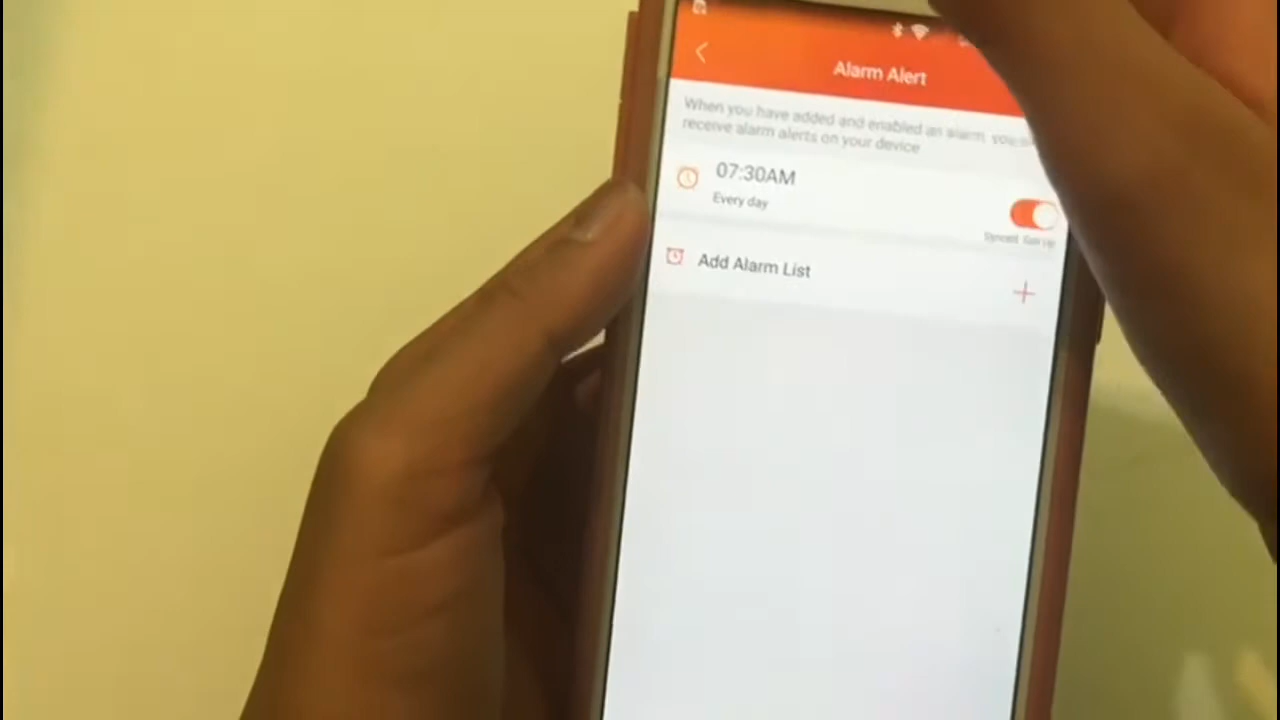 Alarm Alert
When you have added and enabled an alarm, you
receive alarm alerts on your device
07:30AM
Every day
Add Alarm List